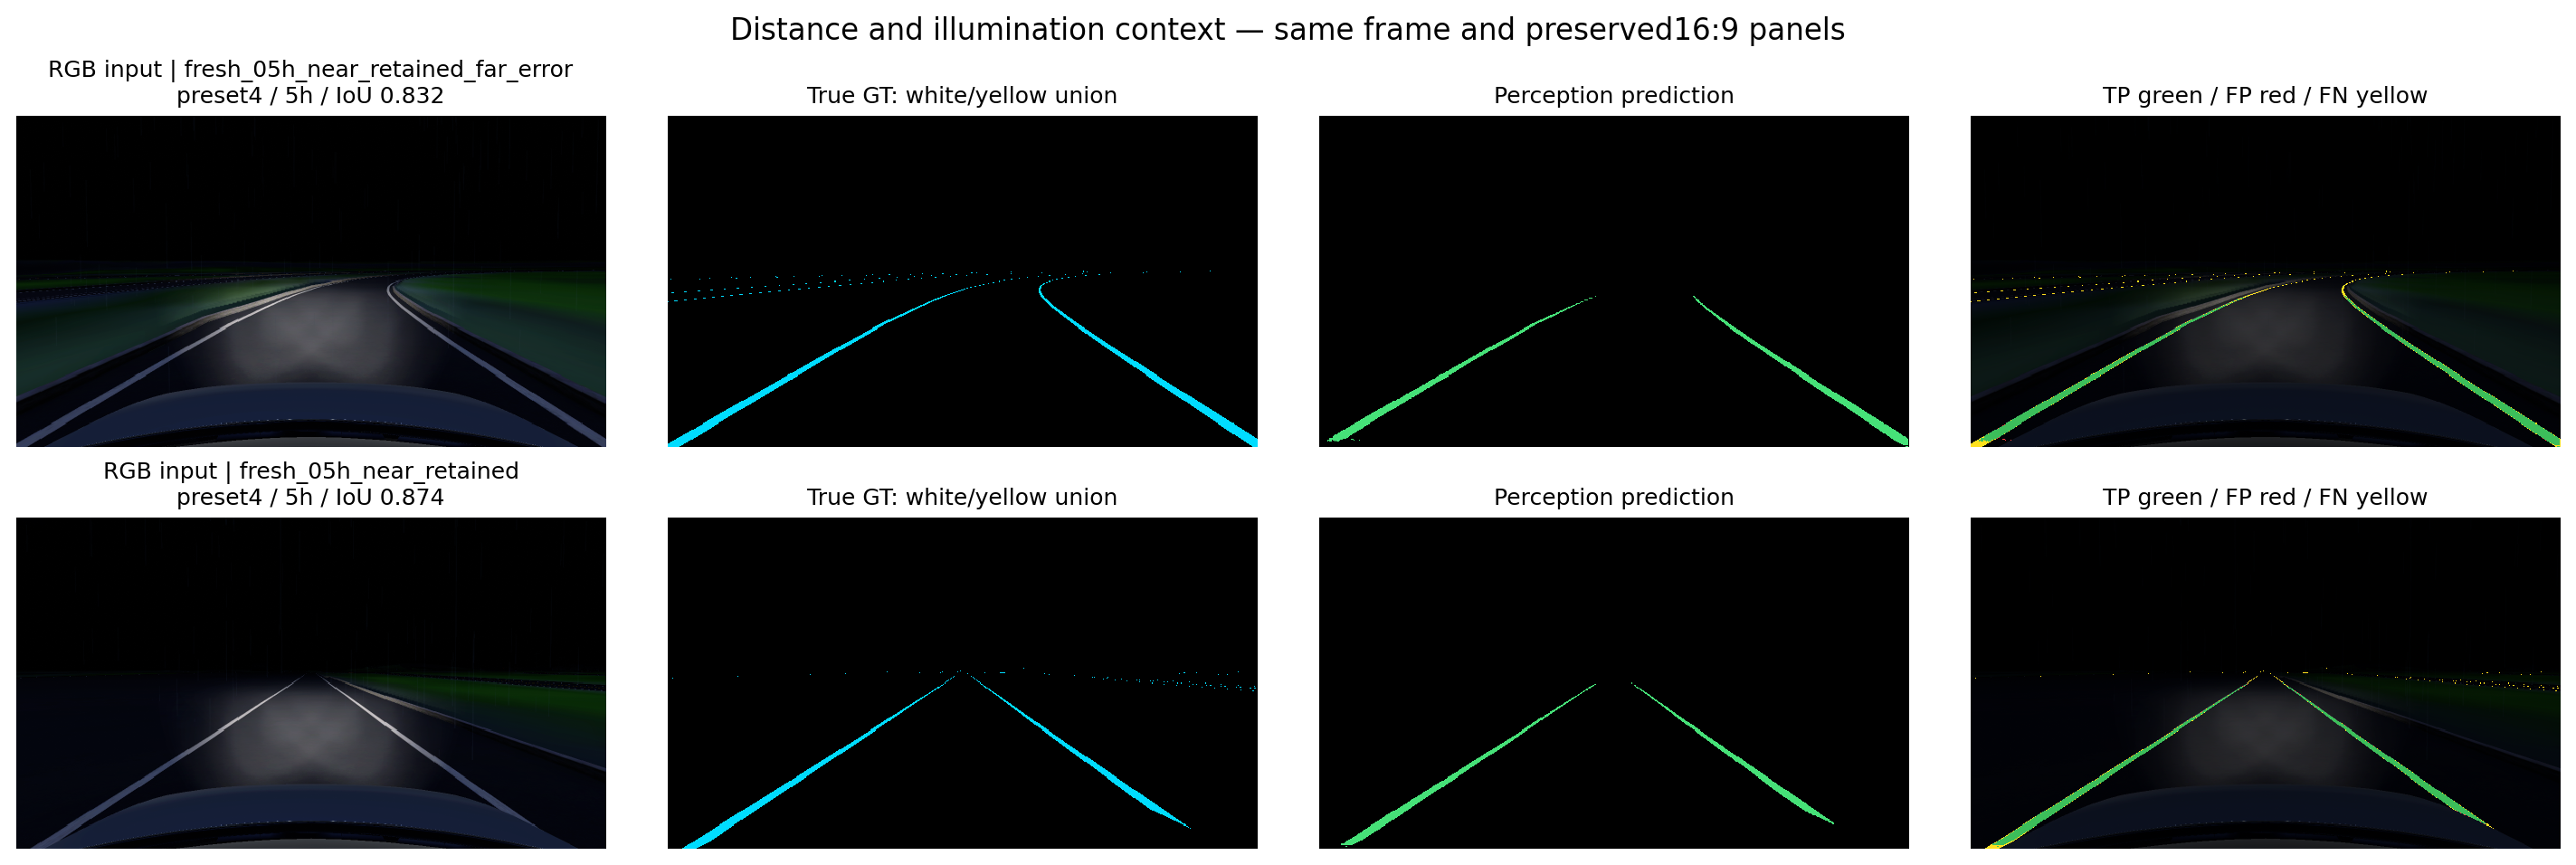 Distance and illumination context — same frame and preserved16:9 panels
RGB input | fresh_05h_near_retained_far_error
preset4 / 5h / IoU 0.832
True GT: white/yellow union
Perception prediction
TP green / FP red / FN yellow
RGB input | fresh_05h_near_retained
preset4 / 5h / IoU 0.874
True GT: white/yellow union
Perception prediction
TP green / FP red / FN yellow